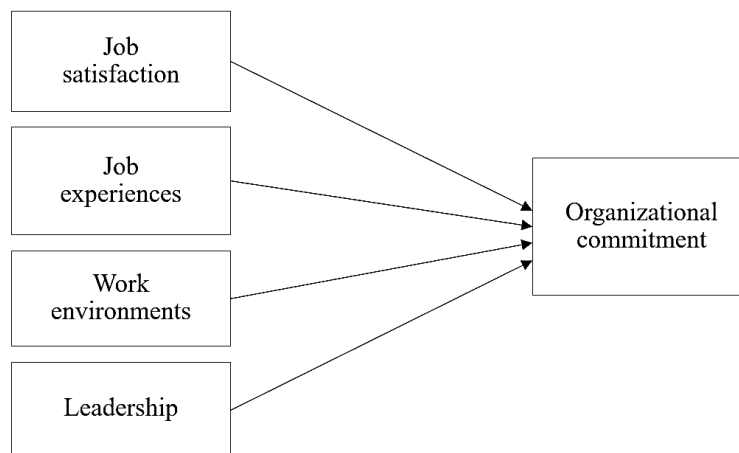 Job
satisfaction
Job
experiences
Work
environments
Leadership
Organizational
commitment